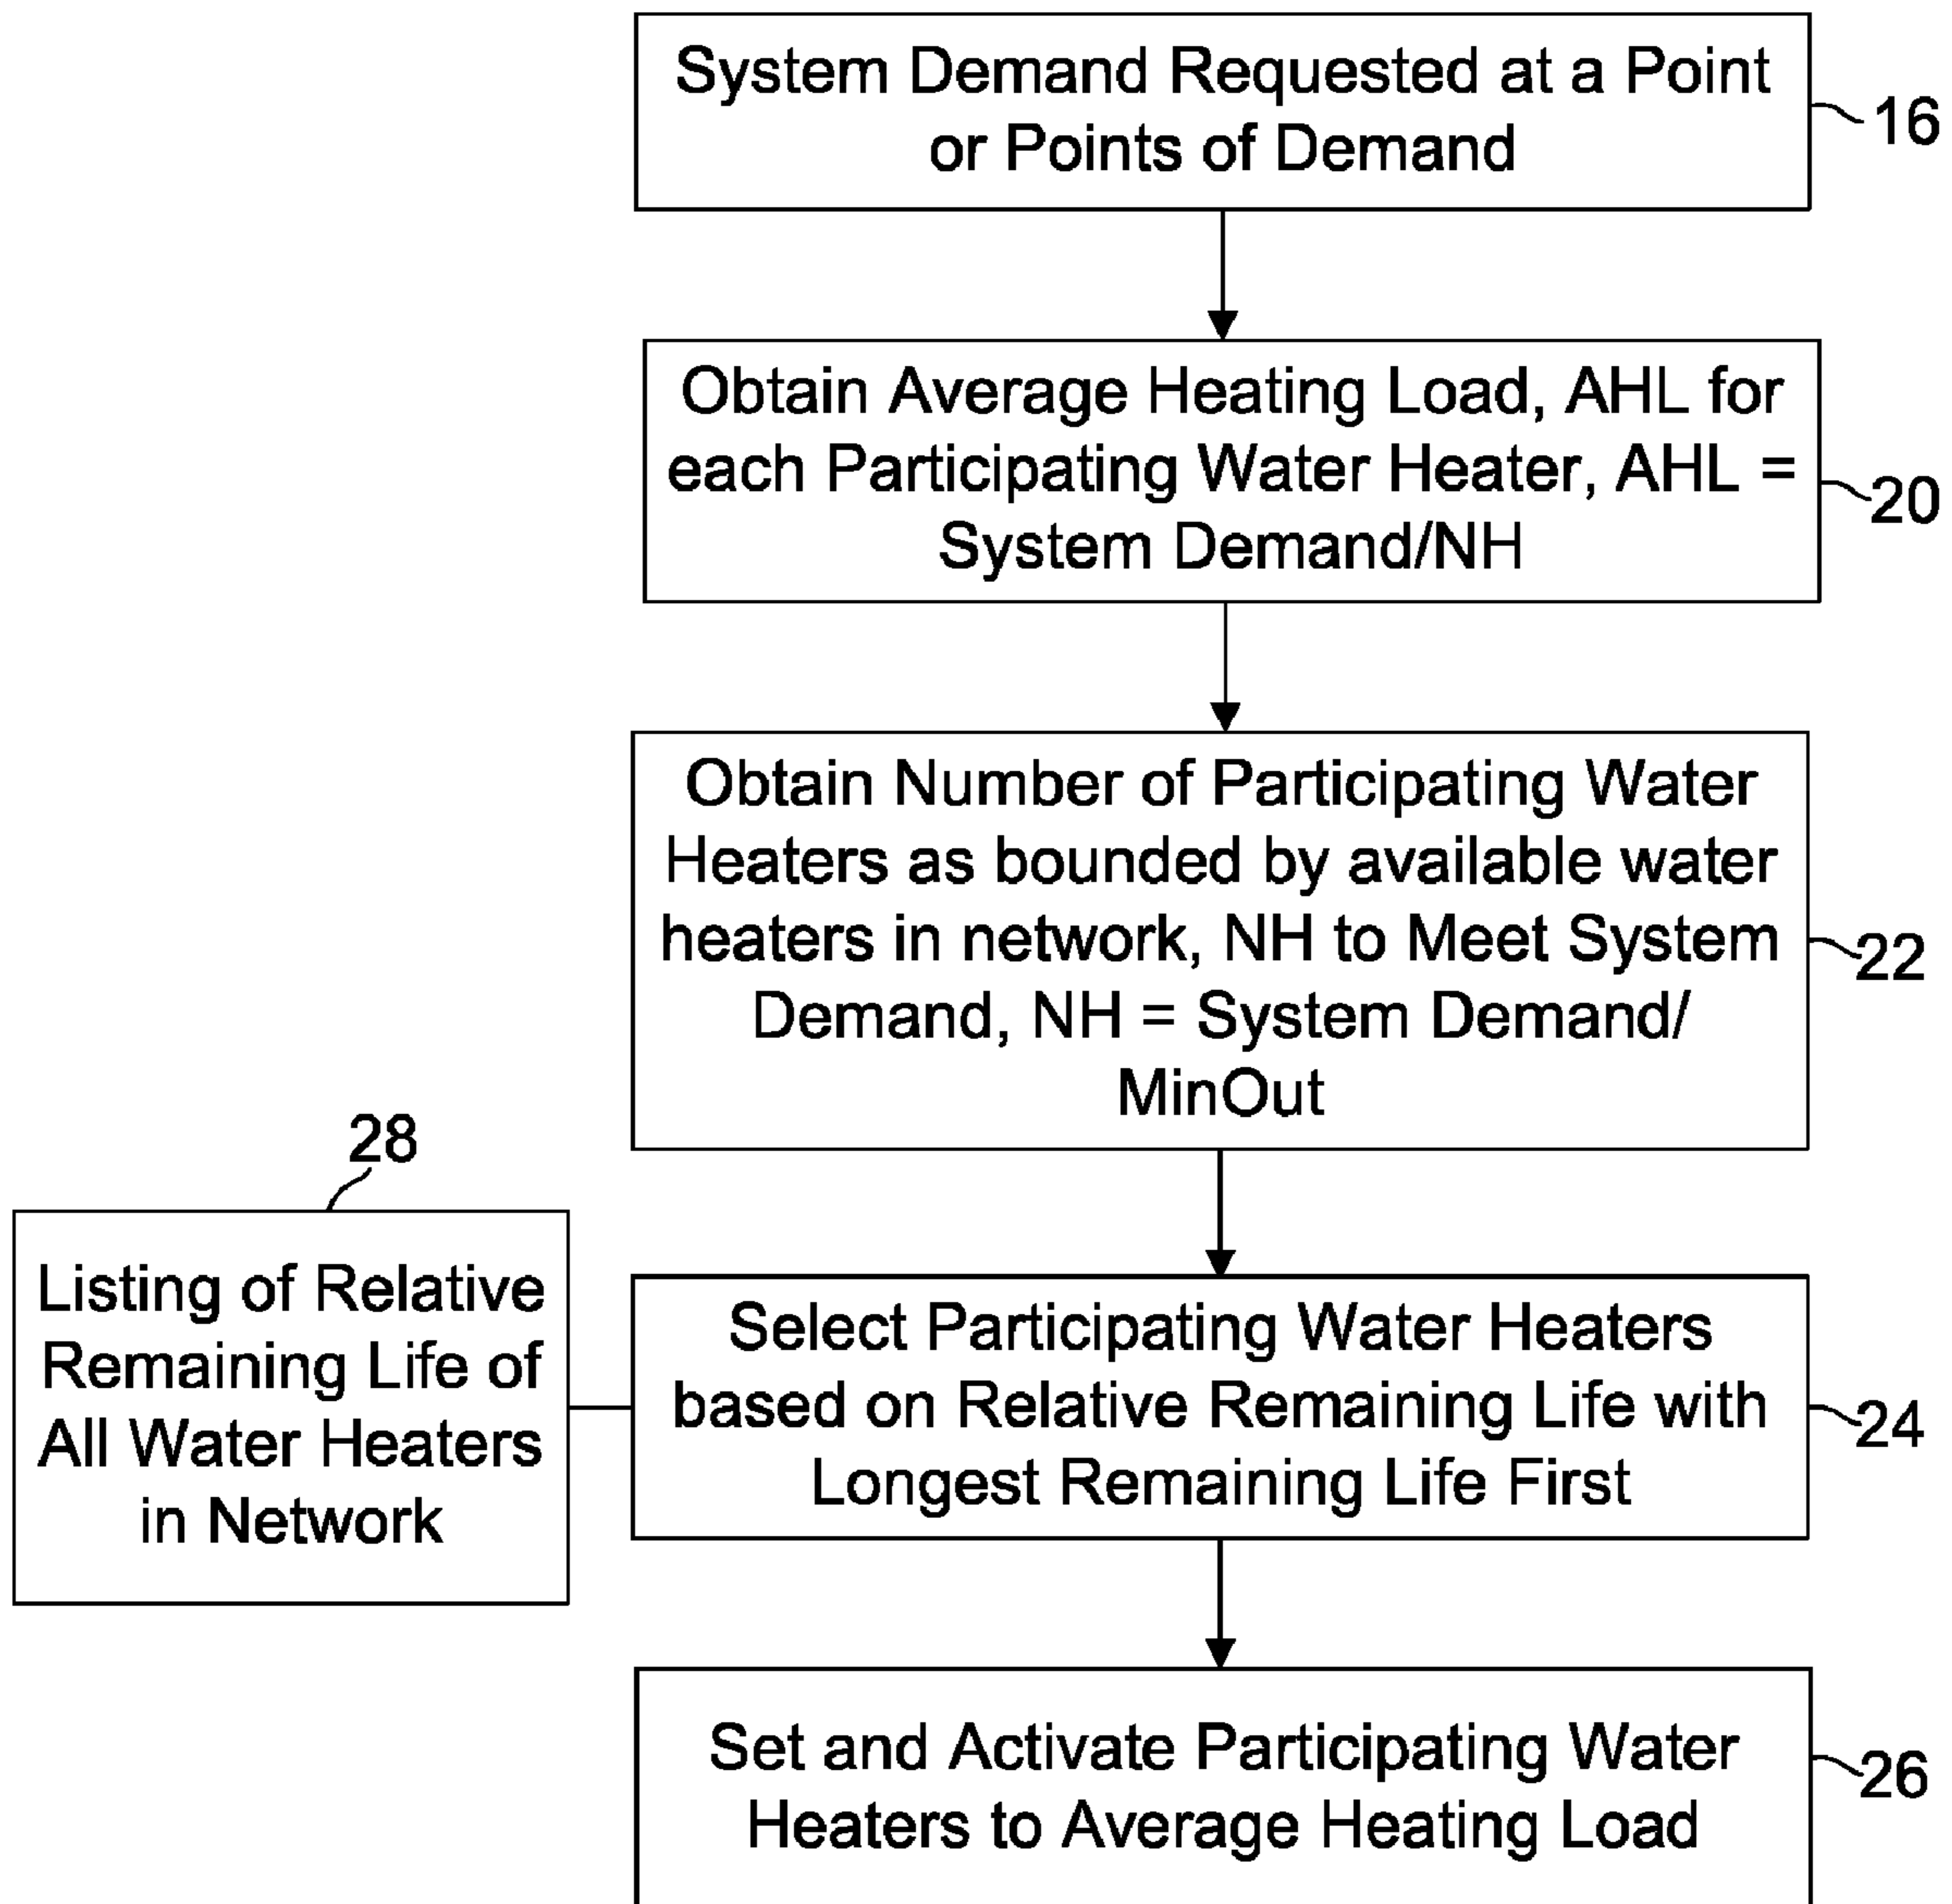 System Demand Requested at a Point
or Points of Demand
16
Obtain Average Heating Load, AHL for
each Participating Water Heater, AHL =
System Demand/NH
20
Obtain Number of Participating Water
Heaters as bounded by available water
heaters in network, NH to Meet System
Demand, NH = System Demand/
MinOut
22
28
Listing of Relative
Remaining Life of
All Water Heaters
in Network
Select Participating Water Heaters
based on Relative Remaining Life with
Longest Remaining Life First
24
Set and Activate Participating Water
Heaters to Average Heating Load
26